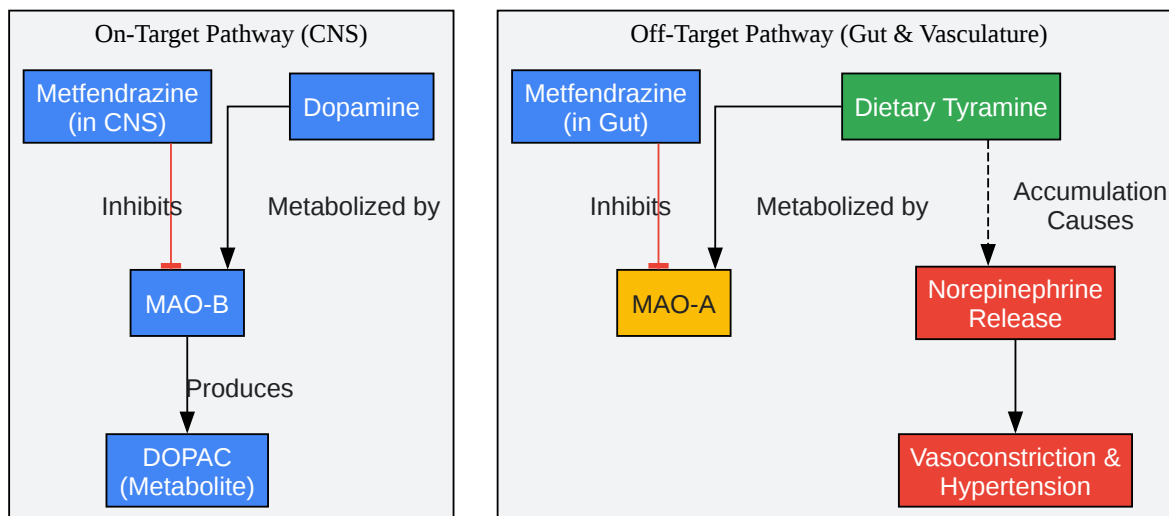 On-Target Pathway (CNS)
Metfendrazine
(in CNS)
Dopamine
Inhibits
Metabolized by
MAO-B
Produces
DOPAC
(Metabolite)
Off-Target Pathway (Gut & Vasculature)
Metfendrazine
(in Gut)
Dietary Tyramine
Inhibits
Metabolized by
Accumulation
Causes
MAO-A
Norepinephrine
Release
Vasoconstriction &
Hypertension